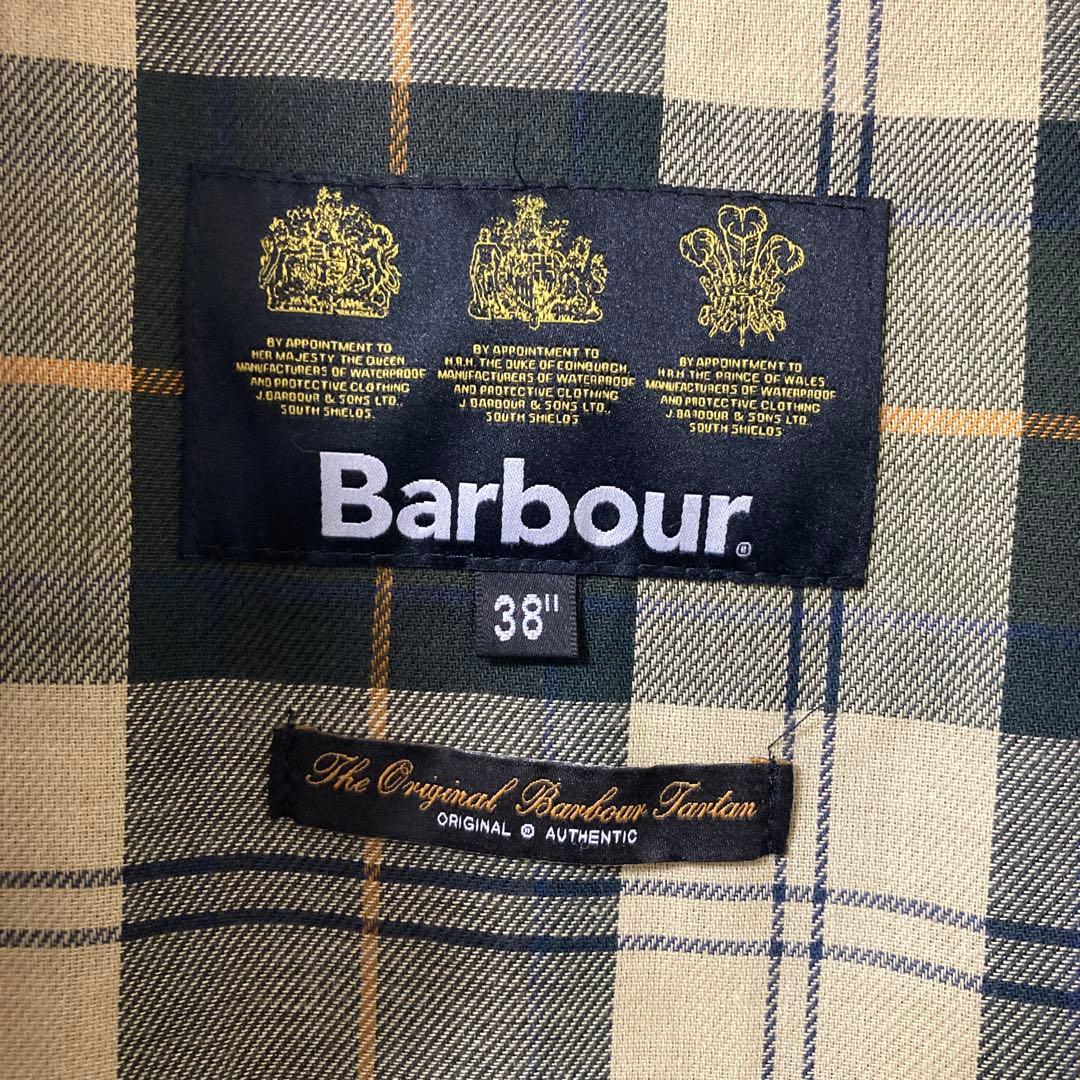 BY APPOINTMENT TO
HER MAJESTY THE QUEEN
MANUFACTURERS OF WATERPROOF
AND PROTECTIVE CLOTHING
J. BARBOUR & SONS LTD.,
SOUTH SHIELDS.
BY APPOINTMENT TO
H.R.H. THE DUKE OF EDINBURGH,
MANUFACTURERS OF WATERPROOF
AND PROTECTIVE CLOTHING
J. BARBOUR & SONS LTD.,
SOUTH SHIELDS
BY APPOINTMENT TO
H.R.H. THE PRINCE OF WALES
MANUFACTURERS OF WATERPROOF
AND PROTECTIVE CLOTHING
J. BARBOUR & SONS LTD.,
SOUTH SHIELDS
Barbour®
38"
The Original Barbour Tartan
ORIGINAL ® AUTHENTIC